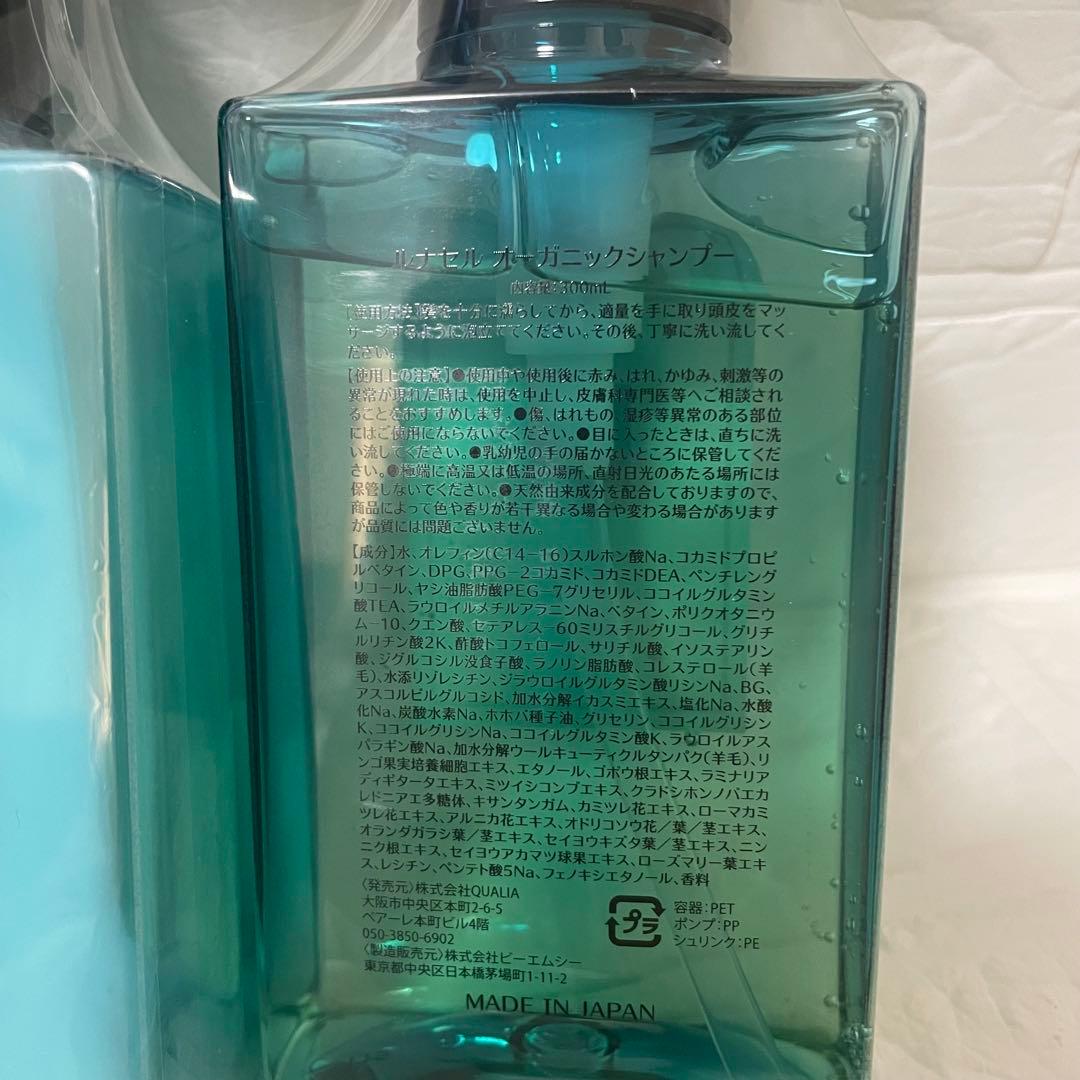 ルナセル オーガニックシャンプー
内容量:300mL
【使用方法】髪を十分に濡らしてから、適量を手に取り頭皮をマッ
サージするように泡立ててください。その後、丁寧に洗い流してく
ださい。
【使用上の注意】●使用中や使用後に赤み、はれ、かゆみ、刺激等の
異常が現れた時は、使用を中止し、皮膚科専門医等へご相談され
ることをおすすめします。●傷、はれもの、湿疹等異常のある部位
にはご使用にならないでください。●目に入ったときは、直ちに洗
い流してください。●乳幼児の手の届かないところに保管してくだ
さい。●極端に高温又は低温の場所、直射日光のあたる場所には
保管しないでください。●天然由来成分を配合しておりますので、
商品によって色や香りが若干異なる場合や変わる場合があります
が品質には問題ございません。
【成分】水、オレフィン(C14-16)スルホン酸Na、コカミドプロピ
ルベタイン、DPG、PPG-2コカミド、コカミドDEA、ペンチレング
リコール、ヤシ油脂肪酸PEG-7グリセリル、ココイルグルタミン
酸TEA、ラウロイルメチルアラニンNa、ベタイン、ポリクオタニウ
ム-10、クエン酸、セテアレス-60ミリスチルグリコール、グリチ
ルリチン酸2K、酢酸トコフェロール、サリチル酸、イソステアリン
酸、ジグルコシル没食子酸、ラノリン脂肪酸、コレステロール(羊
毛)、水添リゾレシチン、ジラウロイルグルタミン酸リシンNa、BG、
アスコルビルグルコシド、加水分解イカスミエキス、塩化Na、水酸
化Na、炭酸水素Na、ホホバ種子油、グリセリン、ココイルグリシン
K、ココイルグリシンNa、ココイルグルタミン酸K、ラウロイルアス
パラギン酸Na、加水分解ウールキューティクルタンパク(羊毛)、リ
ンゴ果実培養細胞エキス、エタノール、ゴボウ根エキス、ラミナリア
ディギタータエキス、ミツイシコンブエキス、クラドシホンノバエカ
レドニアエ多糖体、キサンタンガム、カミツレ花エキス、ローマカミ
ツレ花エキス、アルニカ花エキス、オドリコソウ花/葉/茎エキス、
オランダガラシ葉/茎エキス、セイヨウキズタ葉/茎エキス、ニン
ニク根エキス、セイヨウアカマツ球果エキス、ローズマリー葉エキ
ス、レシチン、ペンテト酸5Na、フェノキシエタノール、香料
〈発売元〉株式会社QUALIA
大阪市中央区本町2-6-5
ベアーレ本町ビル4階
050-3850-6902
〈製造販売元〉株式会社ビーエムシー
東京都中央区日本橋茅場町1-11-2
プラ
容器:PET
ポンプ:PP
シュリンク:PE
MADE IN JAPAN